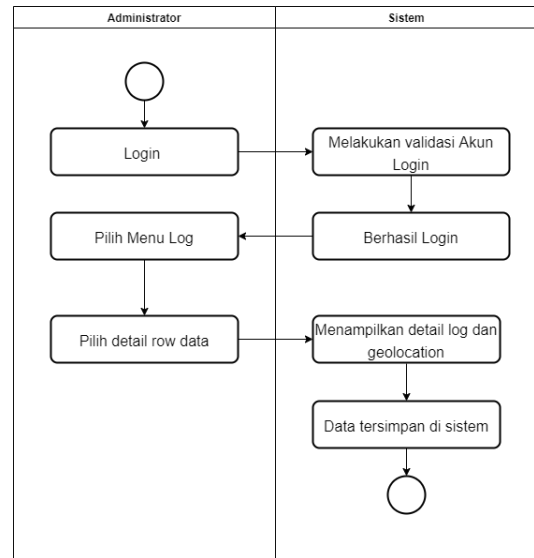 Administrator
Sistem
Login
Melakukan validasi Akun
Login
Pilih Menu Log
Berhasil Login
Pilih detail row data
Menampilkan detail log dan
geolocation
Data tersimpan di sistem